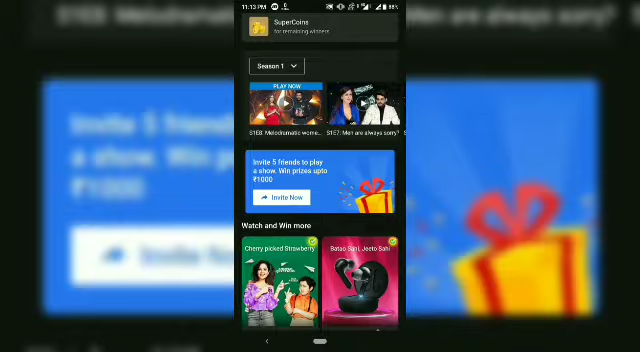 11:13 PM
88%
SuperCoins
for remaining winners
Season 1
PLAY NOW
S1E8: Melodramatic wome...
S1E7: Men are always sorry?
Invite 5 friends to play
a show. Win prizes upto
₹1000
Invite Now
Watch and Win more
Cherry picked Strawberry
Batao Sahi, Jeeto Sahi